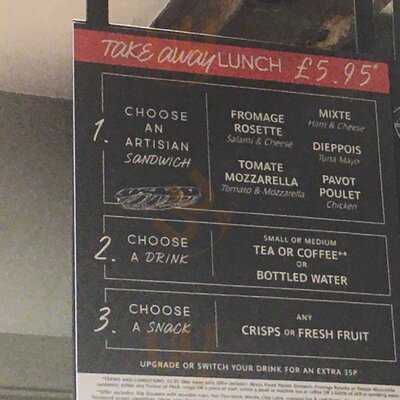 TAKE AWAY LUNCH £5.95*
1. CHOOSE
AN
ARTISIAN
SANDWICH
FROMAGE
ROSETTE
Salami & Cheese
TOMATE
MOZZARELLA
Tomato & Mozzarella
MIXTE
Ham & Cheese
DIEPPOIS
Tuna Mayo
PAVOT
POULET
Chicken
2. CHOOSE
A DRINK
SMALL OR MEDIUM
TEA OR COFFEE**
OR
BOTTLED WATER
3. CHOOSE
A SNACK
ANY
CRISPS OR FRESH FRUIT
UPGRADE OR SWITCH YOUR DRINK FOR AN EXTRA 35P